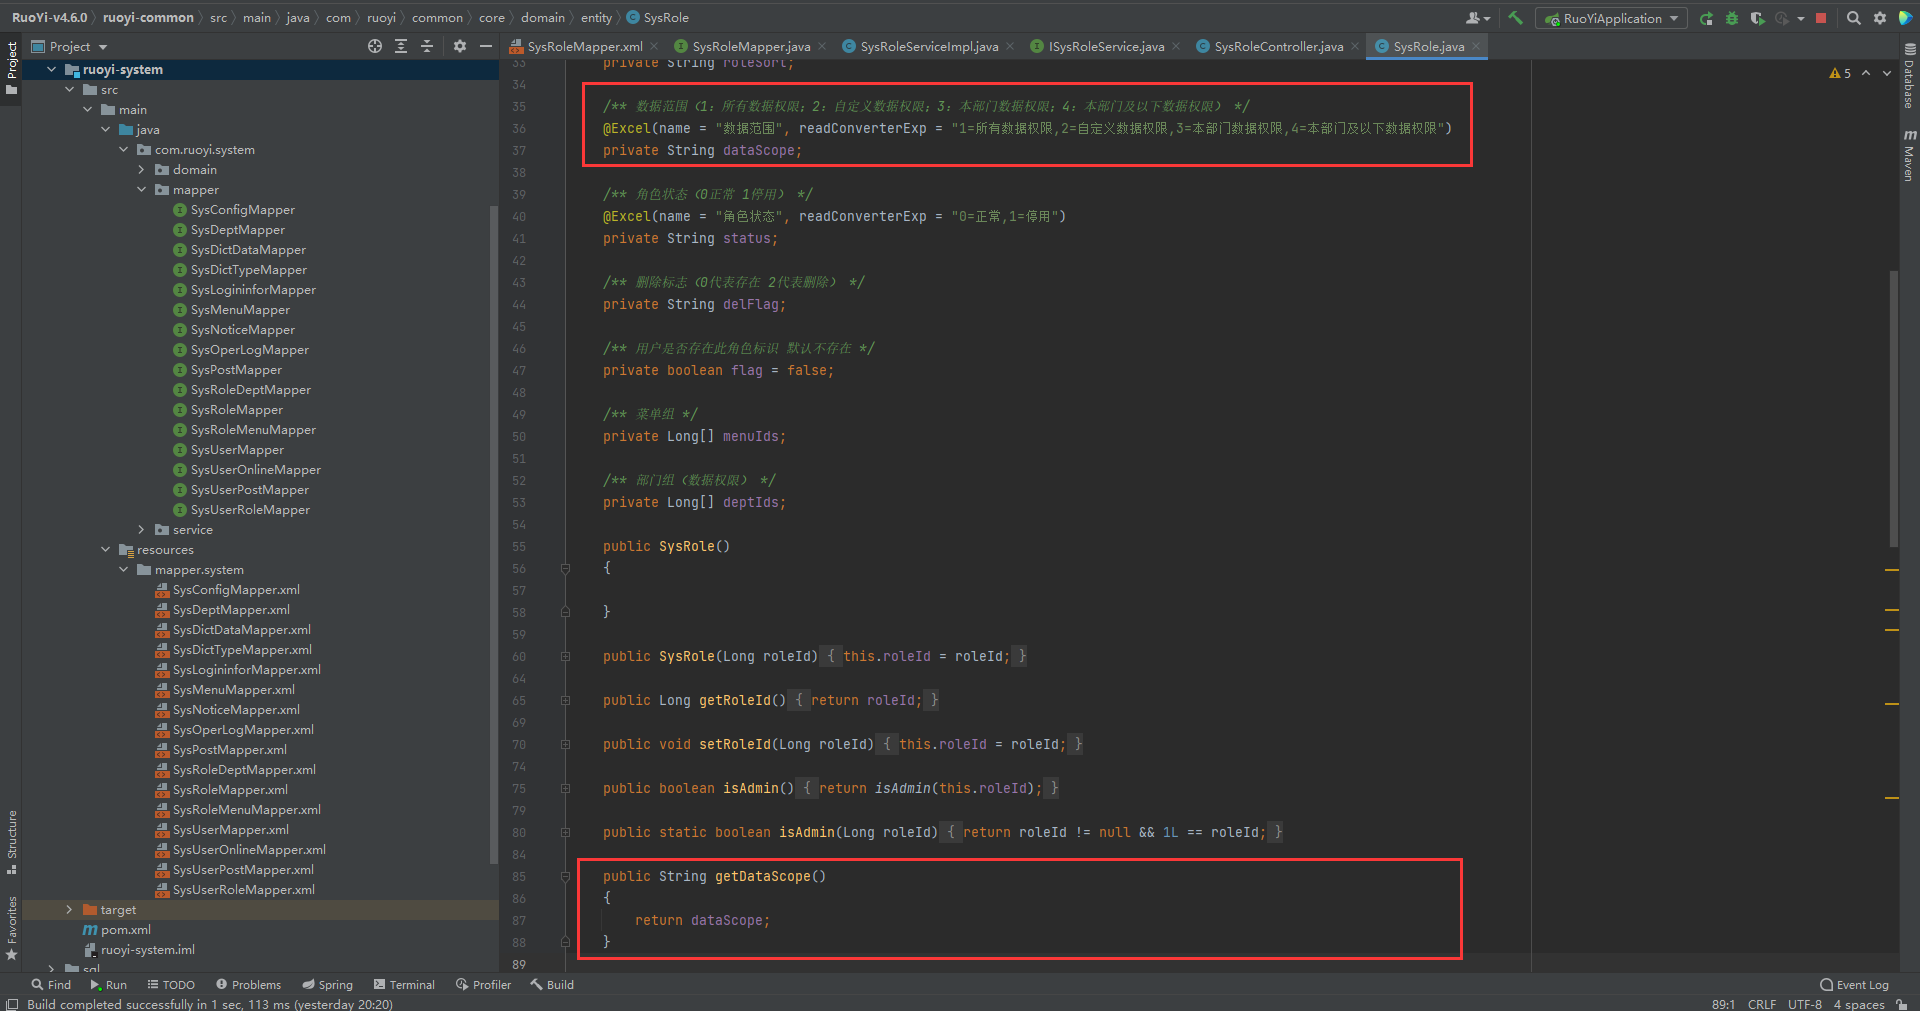 RuoYi-v4.6.0 ruoyi-common src main java com ruoyi common core domain entity SysRole
RuoYiApplication
Project
SysRoleMapper.xml SysRoleMapper.java SysRoleServiceImpl.java ISysRoleService.java SysRoleController.java SysRole.java
Project
Structure
Favorites
Database
Maven
ruoyi-system
src
main
java
com.ruoyi.system
domain
mapper
SysConfigMapper
SysDeptMapper
SysDictDataMapper
SysDictTypeMapper
SysLogininforMapper
SysMenuMapper
SysNoticeMapper
SysOperLogMapper
SysPostMapper
SysRoleDeptMapper
SysRoleMapper
SysRoleMenuMapper
SysUserMapper
SysUserOnlineMapper
SysUserPostMapper
SysUserRoleMapper
service
resources
mapper.system
SysConfigMapper.xml
SysDeptMapper.xml
SysDictDataMapper.xml
SysDictTypeMapper.xml
SysLogininforMapper.xml
SysMenuMapper.xml
SysNoticeMapper.xml
SysOperLogMapper.xml
SysPostMapper.xml
SysRoleDeptMapper.xml
SysRoleMapper.xml
SysRoleMenuMapper.xml
SysUserMapper.xml
SysUserOnlineMapper.xml
SysUserPostMapper.xml
SysUserRoleMapper.xml
target
pom.xml
ruoyi-system.iml
sql
5
33 private String roleSort;
34
35 /** 数据范围（1：所有数据权限；2：自定义数据权限；3：本部门数据权限；4：本部门及以下数据权限） */
36 @Excel(name = "数据范围", readConverterExp = "1=所有数据权限,2=自定义数据权限,3=本部门数据权限,4=本部门及以下数据权限")
37 private String dataScope;
38
39 /** 角色状态（0正常 1停用） */
40 @Excel(name = "角色状态", readConverterExp = "0=正常,1=停用")
41 private String status;
42
43 /** 删除标志（0代表存在 2代表删除） */
44 private String delFlag;
45
46 /** 用户是否存在此角色标识 默认不存在 */
47 private boolean flag = false;
48
49 /** 菜单组 */
50 private Long[] menuIds;
51
52 /** 部门组（数据权限） */
53 private Long[] deptIds;
54
55 public SysRole()
56 {
57
58 }
59
60 public SysRole(Long roleId) { this.roleId = roleId; }
64
65 public Long getRoleId() { return roleId; }
69
70 public void setRoleId(Long roleId) { this.roleId = roleId; }
74
75 public boolean isAdmin() { return isAdmin(this.roleId); }
79
80 public static boolean isAdmin(Long roleId) { return roleId != null && 1L == roleId; }
84
85 public String getDataScope()
86 {
87 return dataScope;
88 }
89
Find Run TODO Problems Spring Terminal Profiler Build Event Log
Build completed successfully in 1 sec, 113 ms (yesterday 20:20) 89:1 CRLF UTF-8 4 spaces